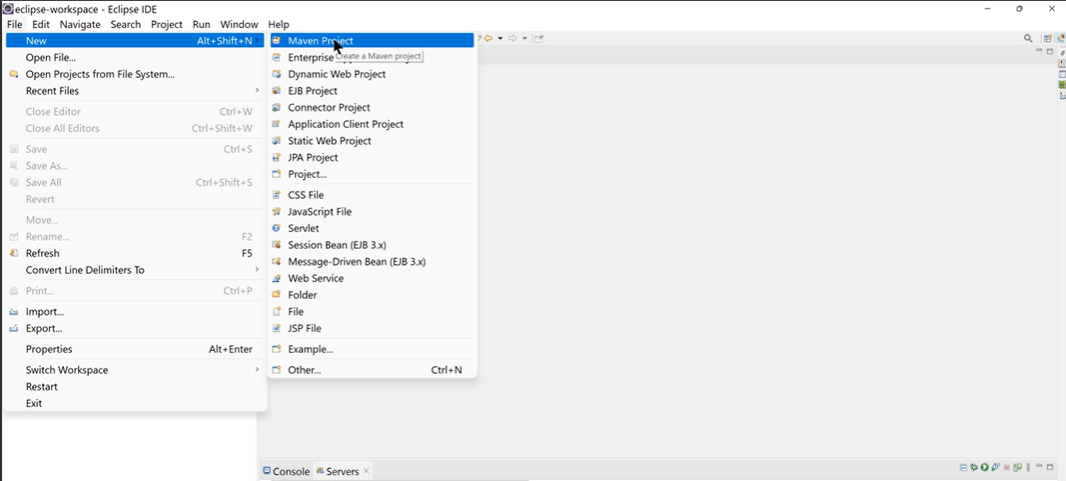 eclipse-workspace - Eclipse IDE
File Edit Navigate Search Project Run Window Help
New Alt+Shift+N
Open File...
Open Projects from File System...
Recent Files
Close Editor Ctrl+W
Close All Editors Ctrl+Shift+W
Save Ctrl+S
Save As...
Save All Ctrl+Shift+S
Revert
Move...
Rename... F2
Refresh F5
Convert Line Delimiters To
Print... Ctrl+P
Import...
Export...
Properties Alt+Enter
Switch Workspace
Restart
Exit
Maven Project
Enterprise
Create a Maven project
Dynamic Web Project
EJB Project
Connector Project
Application Client Project
Static Web Project
JPA Project
Project...
CSS File
JavaScript File
Servlet
Session Bean (EJB 3.x)
Message-Driven Bean (EJB 3.x)
Web Service
Folder
File
JSP File
Example...
Other... Ctrl+N
Console Servers